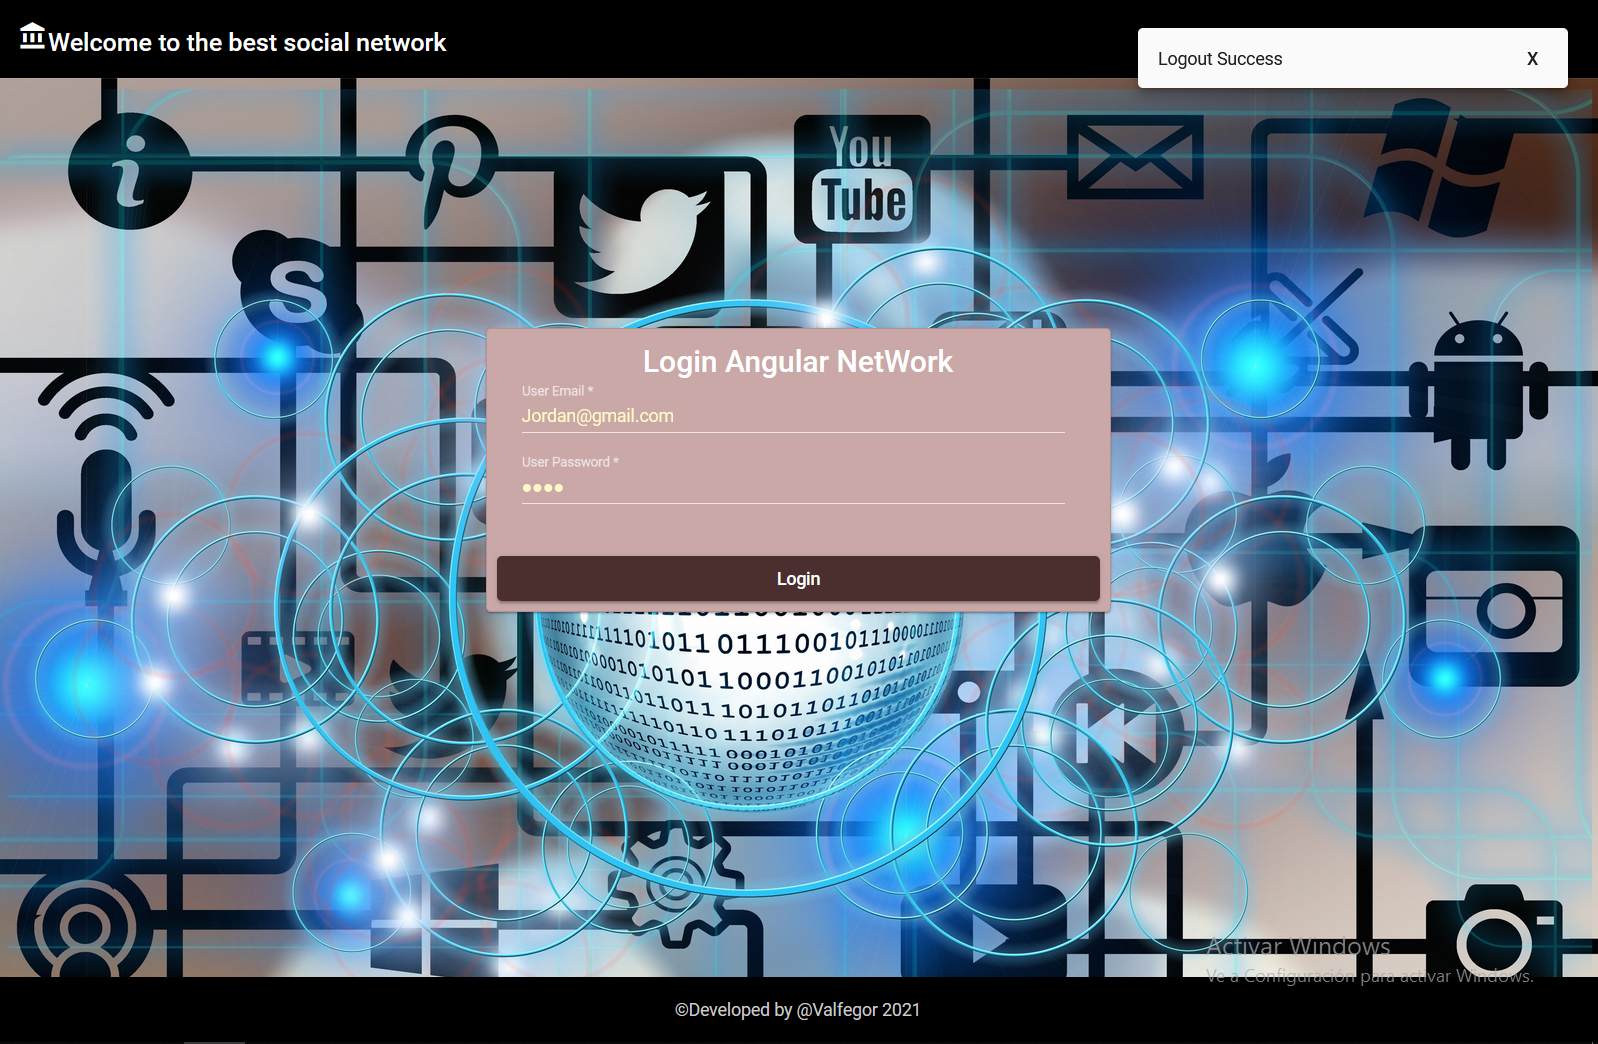 Welcome to the best social network
Logout Success X
You
Tube
Login Angular NetWork
User Email *
Jordan@gmail.com
User Password *
Login
Activar Windows
Ve a Configuración para activar Windows.
©Developed by @Valfegor 2021